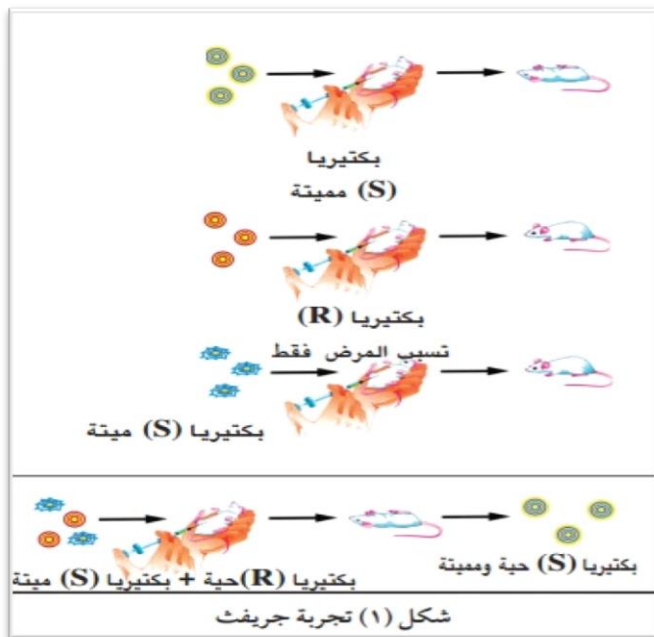 بكتيريا
(S) مميتة
بكتيريا (R)
تسبب المرض فقط
بكتيريا (S) ميتة
بكتيريا (S) حية ومميتة
بكتيريا (R)حية + بكتيريا (S) ميتة
شكل (١) تجربة جريفث